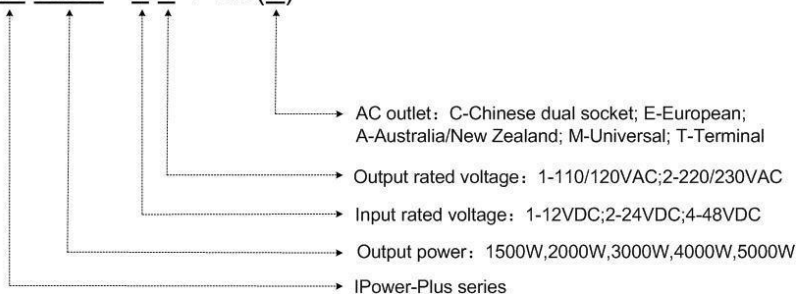 AC outlet：C-Chinese dual socket; E-European;
A-Australia/New Zealand; M-Universal; T-Terminal
Output rated voltage：1-110/120VAC;2-220/230VAC
Input rated voltage：1-12VDC;2-24VDC;4-48VDC
Output power：1500W,2000W,3000W,4000W,5000W
IPower-Plus series